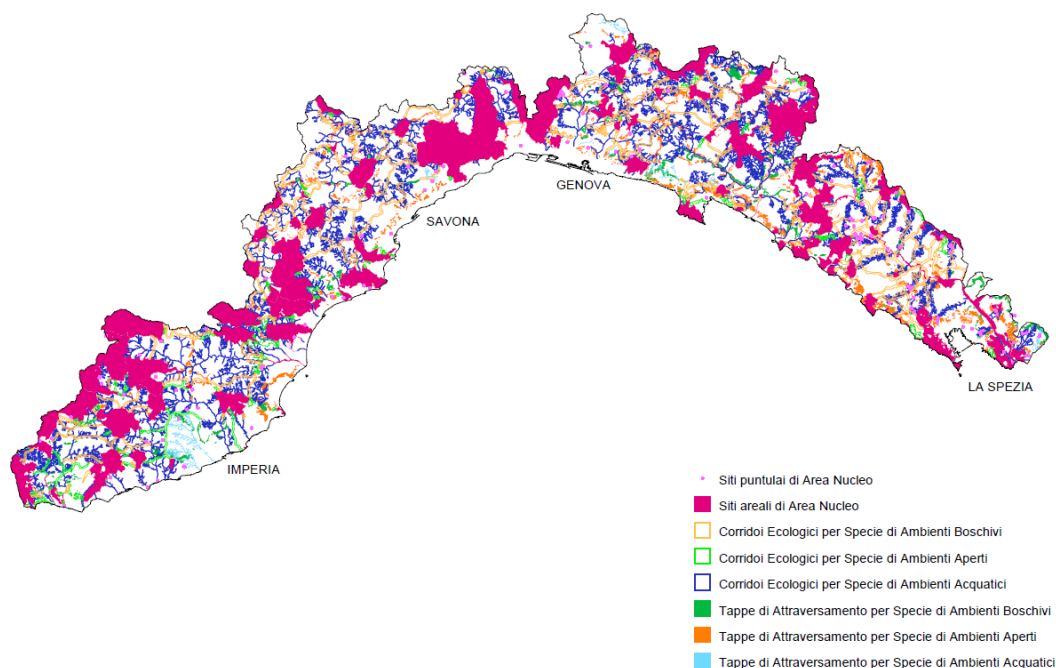 GENOVA
SAVONA
LA SPEZIA
IMPERIA
Siti puntulai di Area Nucleo
Siti areali di Area Nucleo
Corridoi Ecologici per Specie di Ambienti Boschivi
Corridoi Ecologici per Specie di Ambienti Aperti
Corridoi Ecologici per Specie di Ambienti Acquatici
Tappe di Attraversamento per Specie di Ambienti Boschivi
Tappe di Attraversamento per Specie di Ambienti Aperti
Tappe di Attraversamento per Specie di Ambienti Acquatici